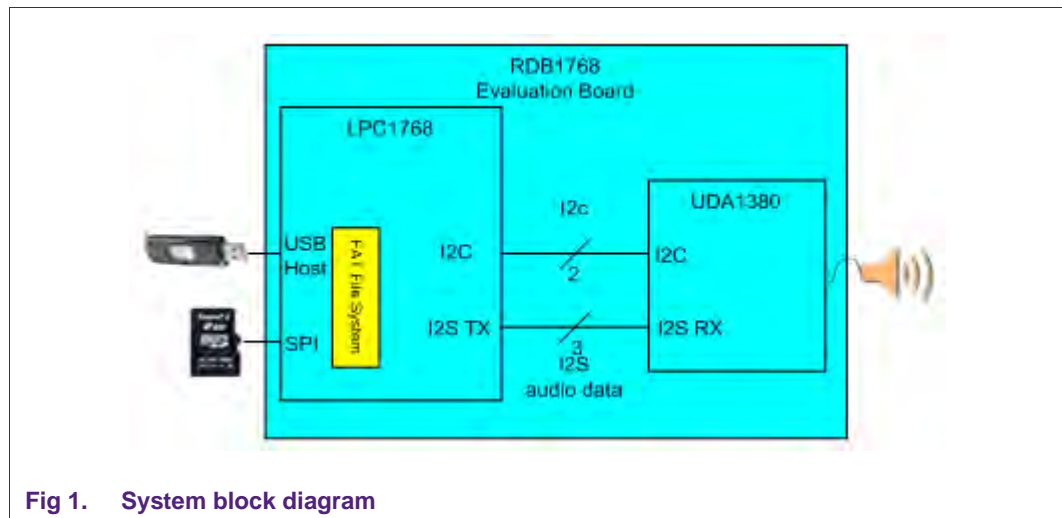 RDB1768
Evaluation Board
LPC1768
UDA1380
I2c
USB
Host
FAT File System
I2C
2
I2C
SPI
I2S TX
3
I2S RX
I2S
audio data
Fig 1. System block diagram